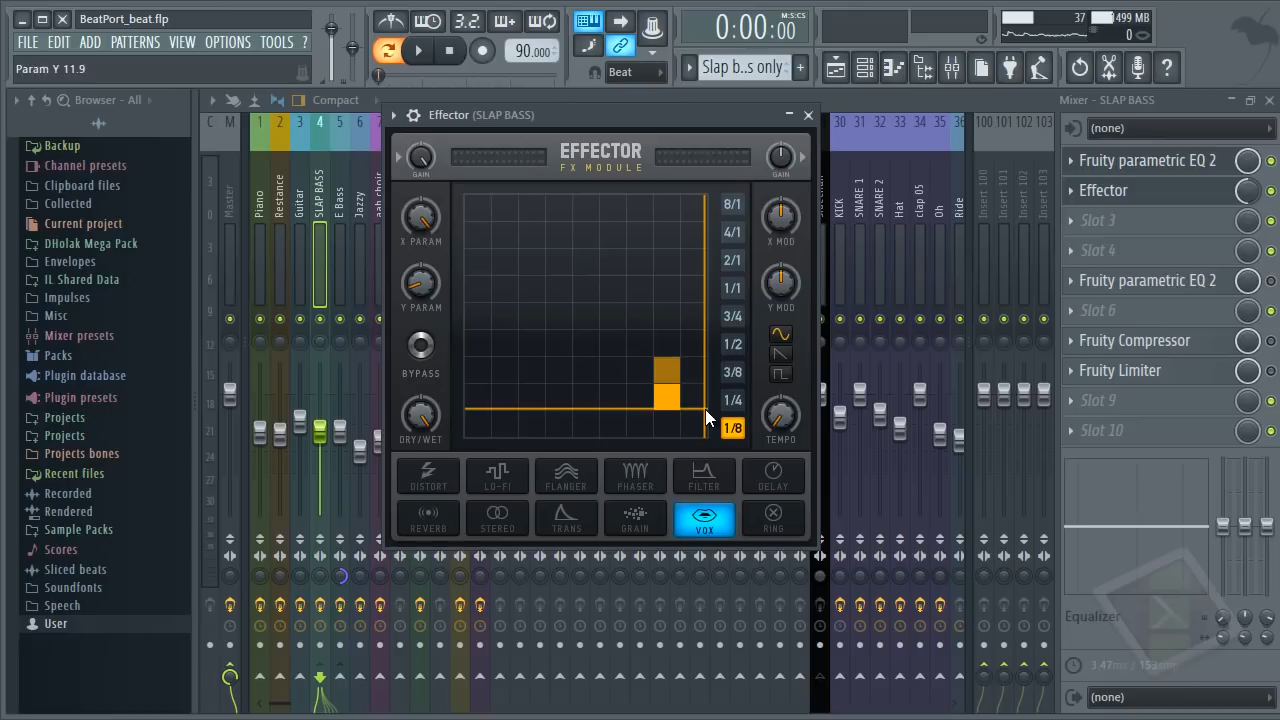 BeatPort_beat.flp
FILE EDIT ADD PATTERNS VIEW OPTIONS TOOLS ?
Param Y 11.9
3.2..
90.000
Beat
0:00:00
M:S:CS
Slap b..s only
37
1499 MB
0
Browser - All
Backup
Channel presets
Clipboard files
Collected
Current project
DHolak Mega Pack
Envelopes
IL Shared Data
Impulses
Misc
Mixer presets
Packs
Plugin database
Plugin presets
Projects
Projects
Projects bones
Recent files
Recorded
Rendered
Sample Packs
Scores
Sliced beats
Soundfonts
Speech
User
Compact
C M 1 2 3 4 5 6 7
Master
Piano
Restance
Guitar
SLAP BASS
E Bass
Jazzy
Effector (SLAP BASS)
EFFECTOR
FX MODULE
GAIN
GAIN
X PARAM
Y PARAM
BYPASS
DRY/WET
8/1
4/1
2/1
1/1
3/4
1/2
3/8
1/4
1/8
X MOD
Y MOD
TEMPO
DISTORT LO-FI FLANGER PHASER FILTER DELAY
REVERB STEREO TRANS GRAIN VOX RING
30 31 32 33 34 35 36
KICK
SNARE 1
SNARE 2
Hat
clap 05
Oh
Ride
100 101 102 103
Insert 100
Insert 101
Insert 102
Insert 103
Mixer - SLAP BASS
(none)
Fruity parametric EQ 2
Effector
Slot 3
Slot 4
Fruity parametric EQ 2
Slot 6
Fruity Compressor
Fruity Limiter
Slot 9
Slot 10
Equalizer
(none)